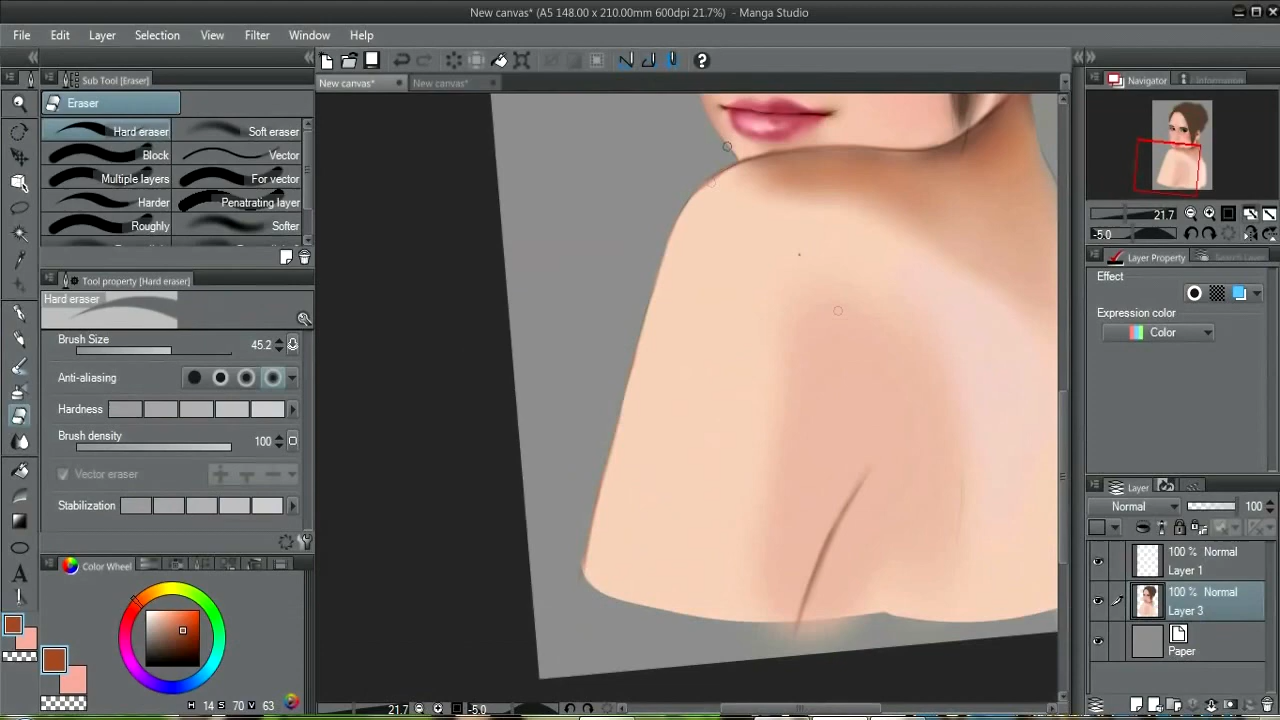 New canvas* (A5 148.00 x 210.00mm 600dpi 21.7%)  - Manga Studio
File Edit Layer Selection View Filter Window Help
Sub Tool [Eraser]
New canvas* New canvas*
Navigator Information
Eraser
Hard eraser Soft eraser
Block Vector
Multiple layers For vector
Harder Penetrating layer
Roughly Softer
21.7
-5.0
Tool property [Hard eraser]
Hard eraser
Brush Size 45.2
Anti-aliasing
Hardness
Brush density 100
Vector eraser
Stabilization
Layer Property Search Layer
Effect
Expression color
Color
Layer
Normal 100
100 % Normal
Layer 1
100 % Normal
Layer 3
Paper
Color Wheel
H 14 S 70 V 63
21.7 -5.0